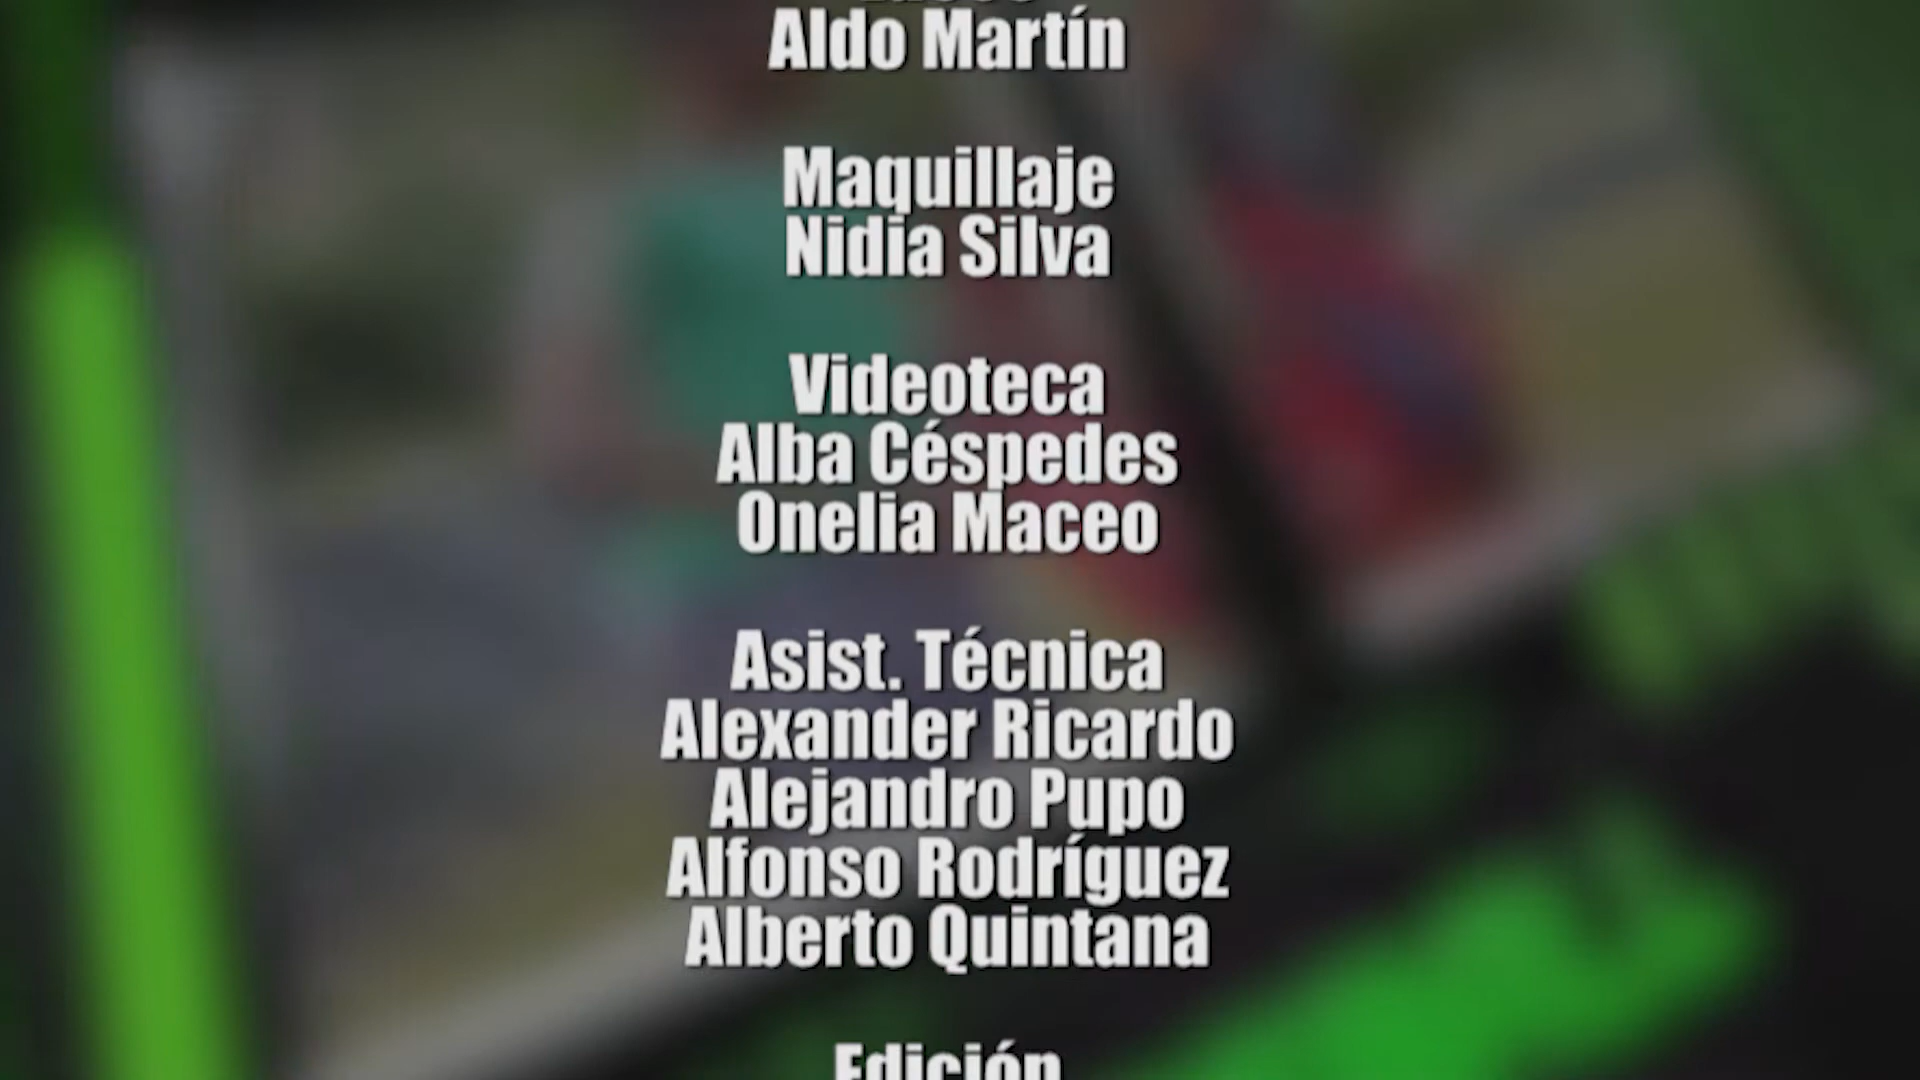 Aldo Martín
Maquillaje
Nidia Silva
Videoteca
Alba Céspedes
Onelia Maceo
Asist. Técnica
Alexander Ricardo
Alejandro Pupo
Alfonso Rodríguez
Alberto Quintana
Edición